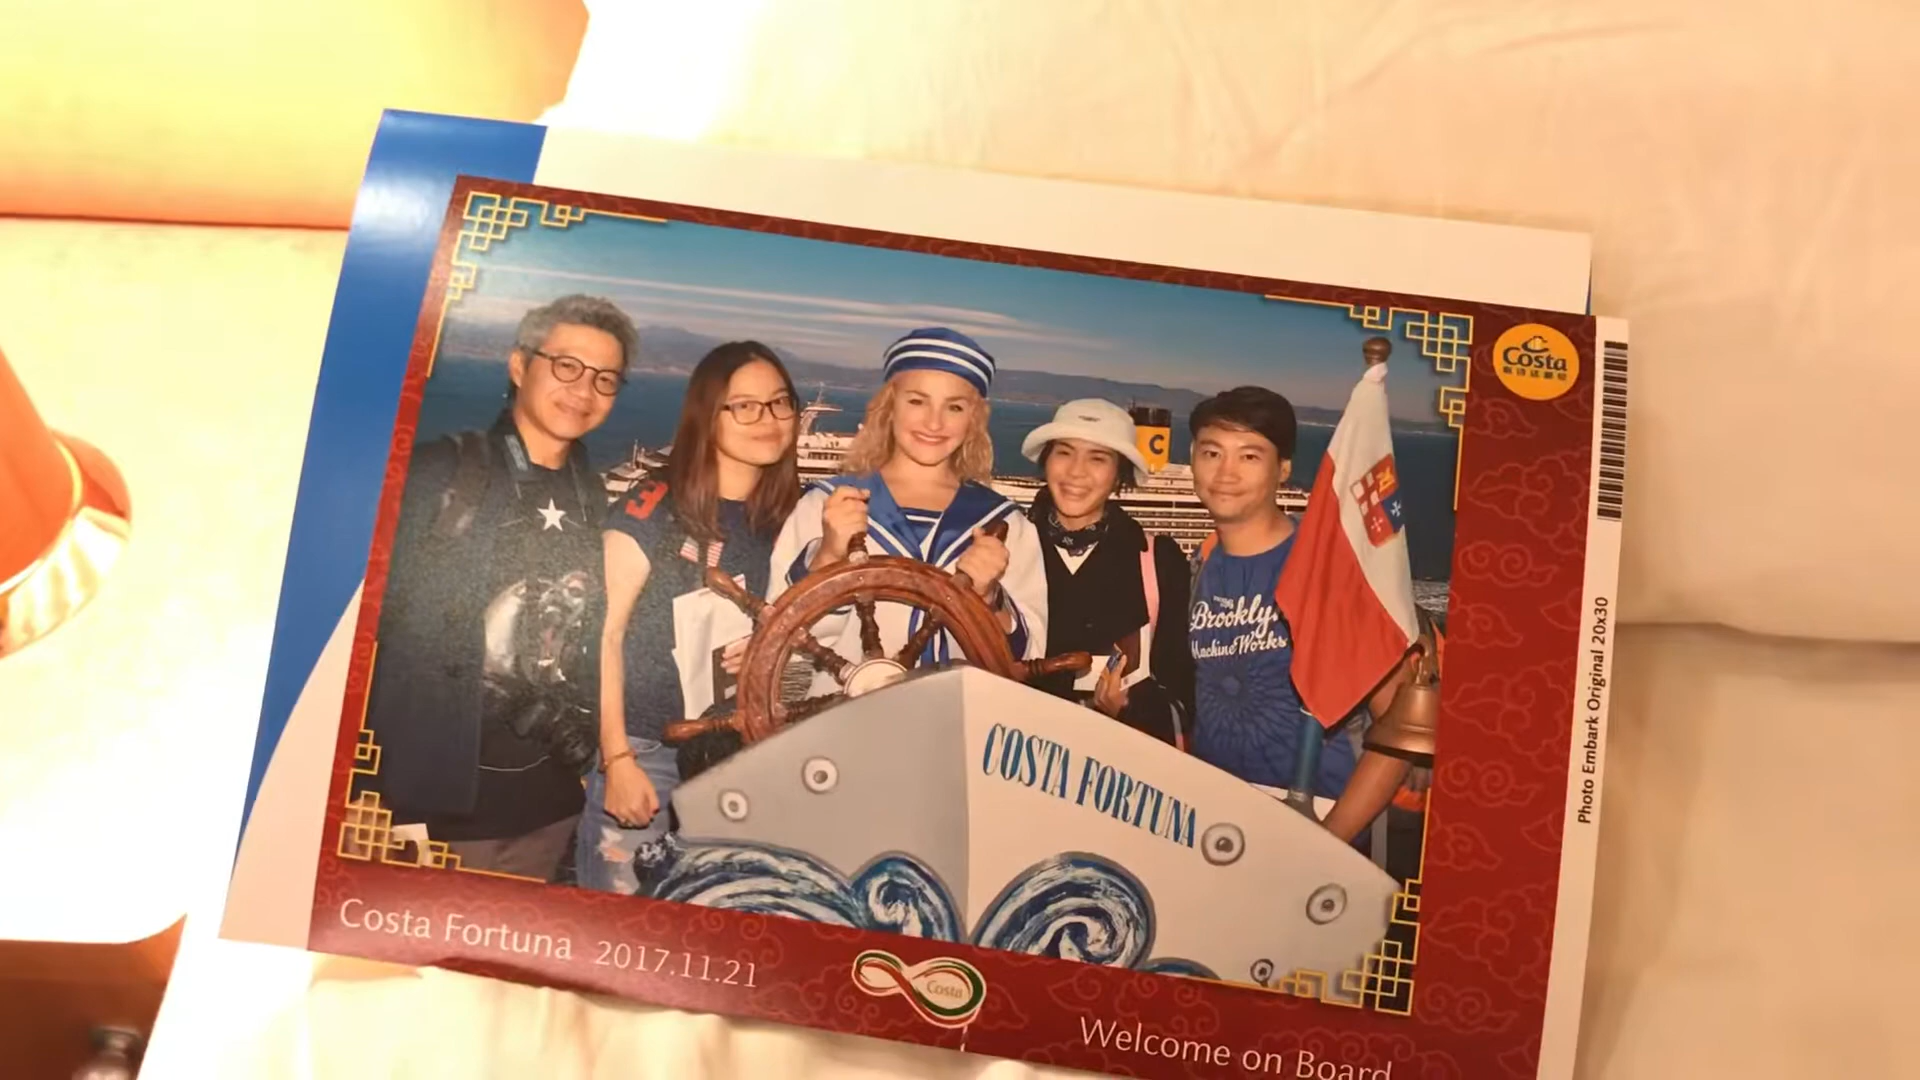 Costa
C
3
Brooklyn
Machine Works
COSTA FORTUNA
Photo Embark Original 20x30
Costa Fortuna 2017.11.21
Costa
Welcome on Board